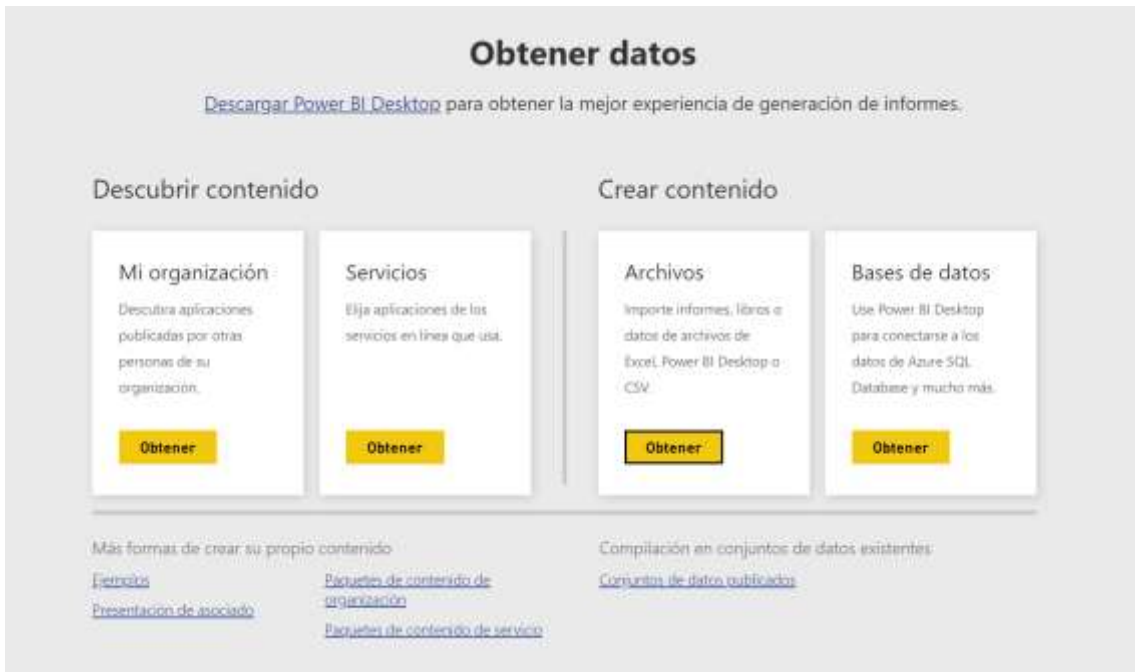 Obtener datos
Descargar Power BI Desktop para obtener la mejor experiencia de generación de informes.
Descubrir contenido
Mi organización
Descubra aplicaciones
publicadas por otras
personas de su
organización.
Obtener
Servicios
Elija aplicaciones de los
servicios en línea que usa.
Obtener
Crear contenido
Archivos
Importe informes, libros o
datos de archivos de
Excel, Power BI Desktop o
CSV
Obtener
Bases de datos
Use Power BI Desktop
para conectarse a los
datos de Azure SQL
Database y mucho más.
Obtener
Más formas de crear su propio contenido
Ejemplos
Presentación de asociado
Paquetes de contenido de
organización
Paquetes de contenido de servicio
Compilación en conjuntos de datos existentes
Conjuntos de datos publicados